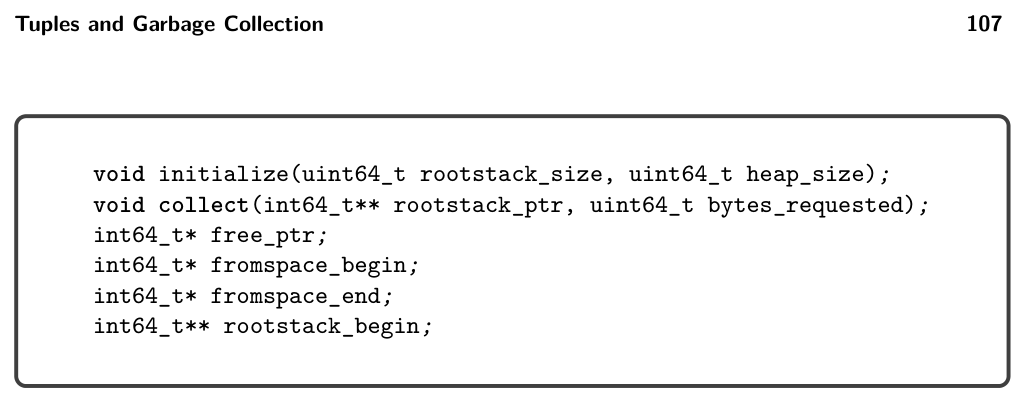 Tuples and Garbage Collection 107
void initialize(uint64_t rootstack_size, uint64_t heap_size);
void collect(int64_t** rootstack_ptr, uint64_t bytes_requested);
int64_t* free_ptr;
int64_t* fromspace_begin;
int64_t* fromspace_end;
int64_t** rootstack_begin;